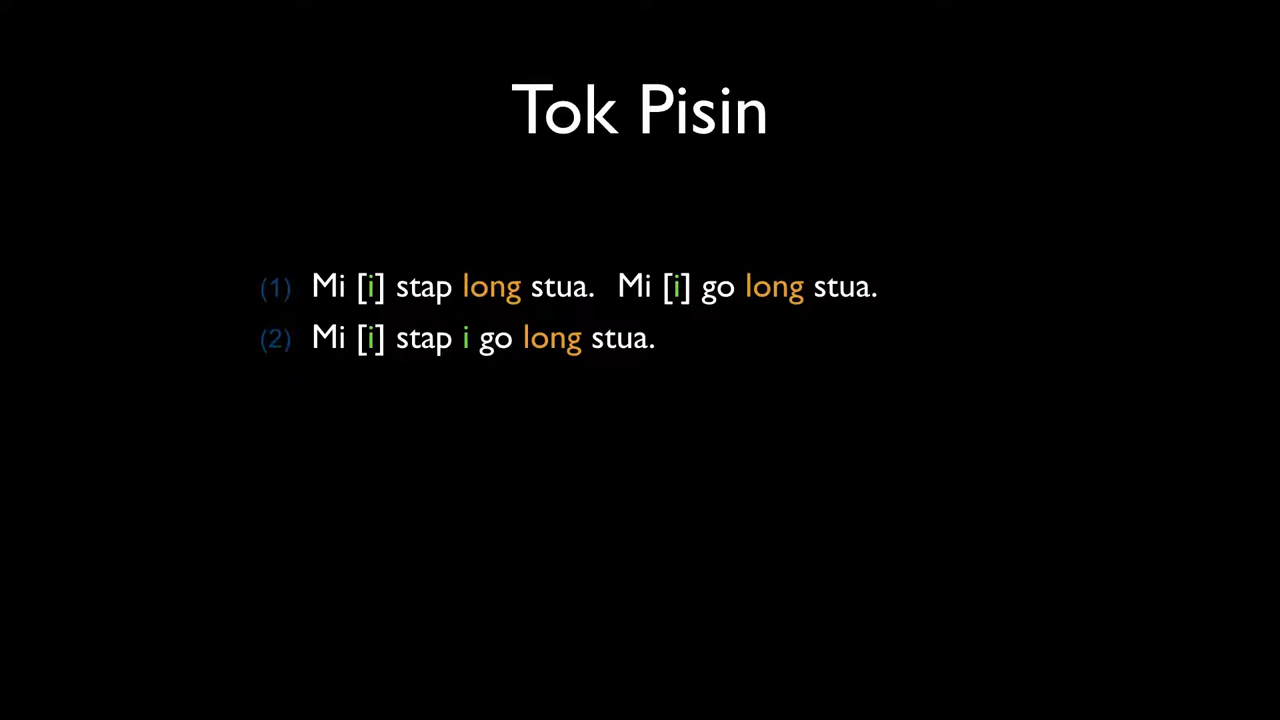 Tok Pisin
(1) Mi [i] stap long stua. Mi [i] go long stua.
(2) Mi [i] stap i go long stua.